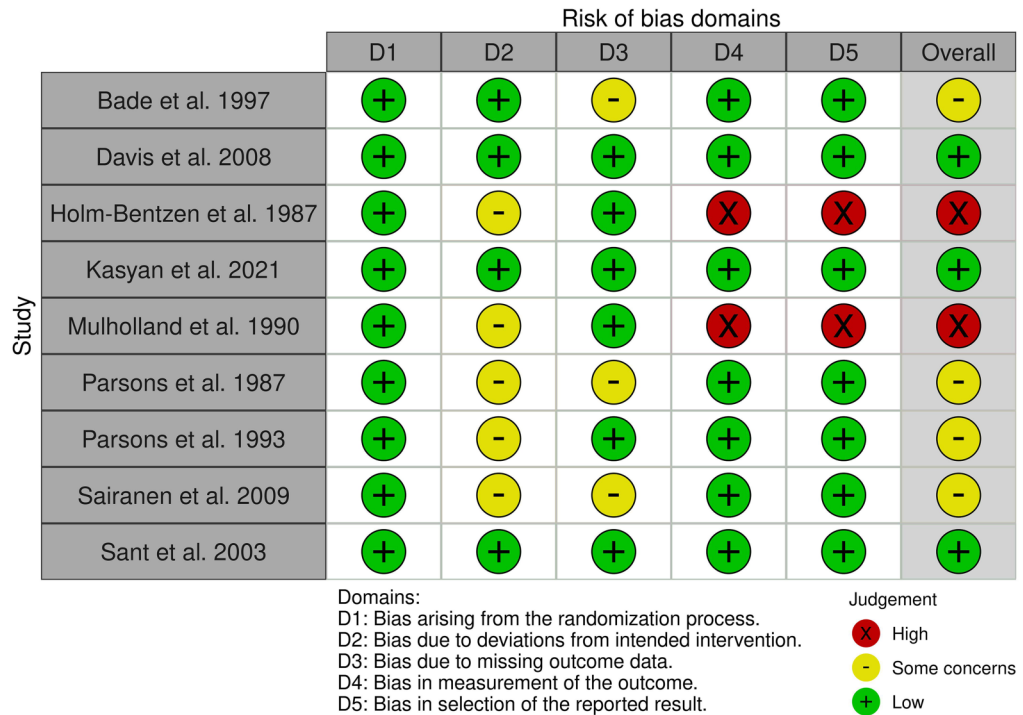 Risk of bias domains
D1 D2 D3 D4 D5 Overall
Study
Bade et al. 1997 + + - + + -
Davis et al. 2008 + + + + + +
Holm-Bentzen et al. 1987 + - + X X X
Kasyan et al. 2021 + + + + + +
Mulholland et al. 1990 + - + X X X
Parsons et al. 1987 + - - + + -
Parsons et al. 1993 + - + + + -
Sairanen et al. 2009 + - - + + -
Sant et al. 2003 + + + + + +
Domains:
D1: Bias arising from the randomization process.
D2: Bias due to deviations from intended intervention.
D3: Bias due to missing outcome data.
D4: Bias in measurement of the outcome.
D5: Bias in selection of the reported result.
Judgement
X High
- Some concerns
+ Low